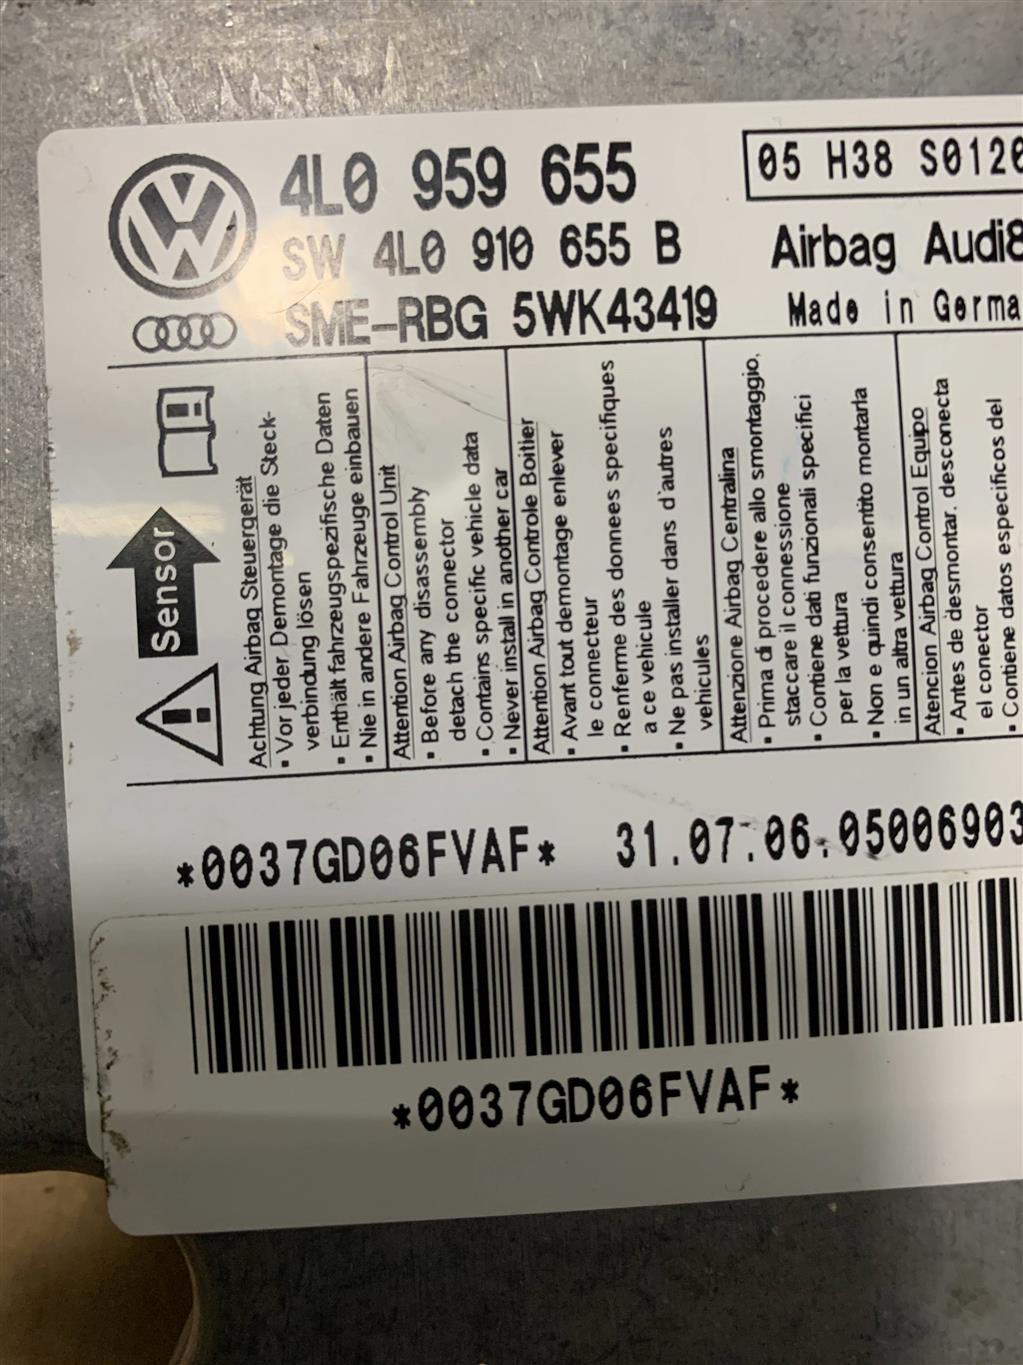 4L0 959 655
05 H38 S0120
SW 4L0 910 655 B
Airbag Audi8
SME-RBG 5WK43419
Made in Germa
Sensor
Achtung Airbag Steuergerät
• Vor jeder Demontage die Steck-
verbindung lösen
• Enthält fahrzeugspezifische Daten
• Nie in andere Fahrzeuge einbauen
Attention Airbag Control Unit
• Before any disassembly
detach the connector
• Contains specific vehicle data
• Never install in another car
Attention Airbag Controle Boitier
• Avant tout demontage enlever
le connecteur
• Renferme des donnees specifiques
a ce vehicule
• Ne pas installer dans d'autres
vehicules
Attenzione Airbag Centralina
• Prima di procedere allo smontaggio,
staccare il connessione
• Contiene dati funzionali specifici
per la vettura
• Non e quindi consentito montarla
in un altra vettura
Atencion Airbag Control Equipo
• Antes de desmontar, desconecta
el conector
• Contiene datos especificos del
*0037GD06FVAF* 31.07.06.05006903
*0037GD06FVAF*